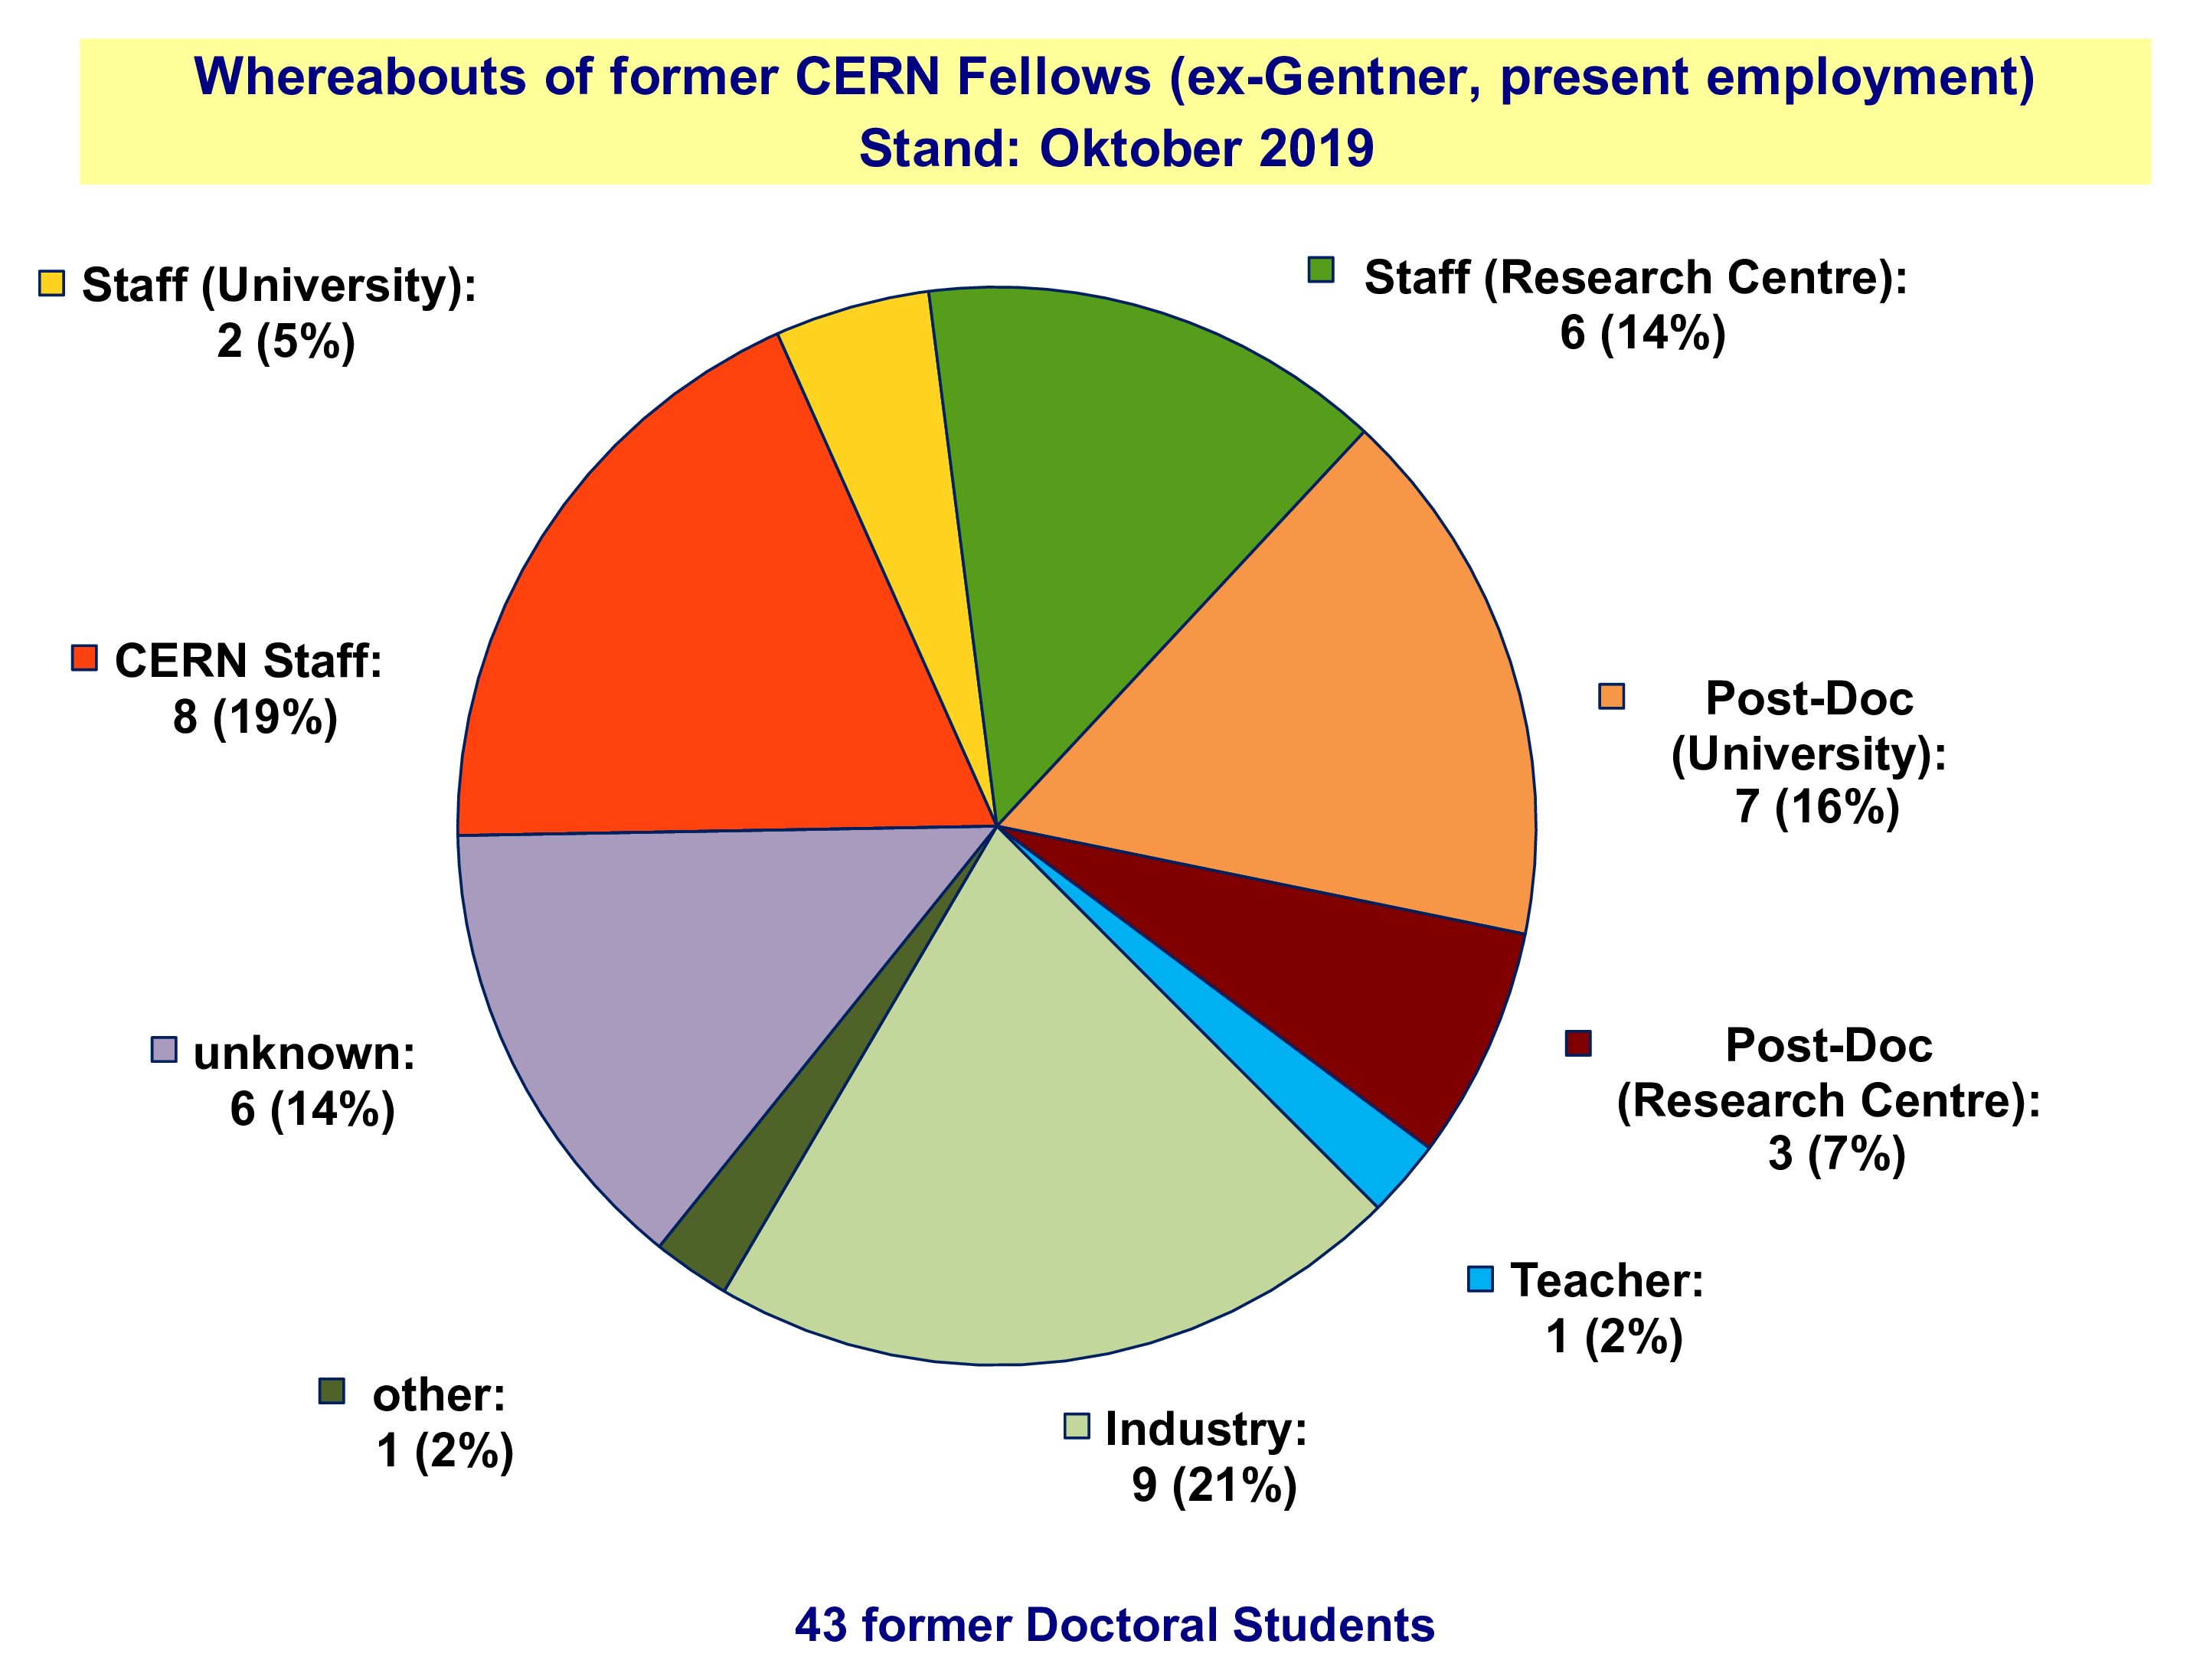 Whereabouts of former CERN Fellows (ex-Gentner, present employment)
Stand: Oktober 2019
Staff (University):
2 (5%)
Staff (Research Centre):
6 (14%)
CERN Staff:
8 (19%)
Post-Doc
(University):
7 (16%)
unknown:
6 (14%)
Post-Doc
(Research Centre):
3 (7%)
Teacher:
1 (2%)
other:
1 (2%)
Industry:
9 (21%)
43 former Doctoral Students